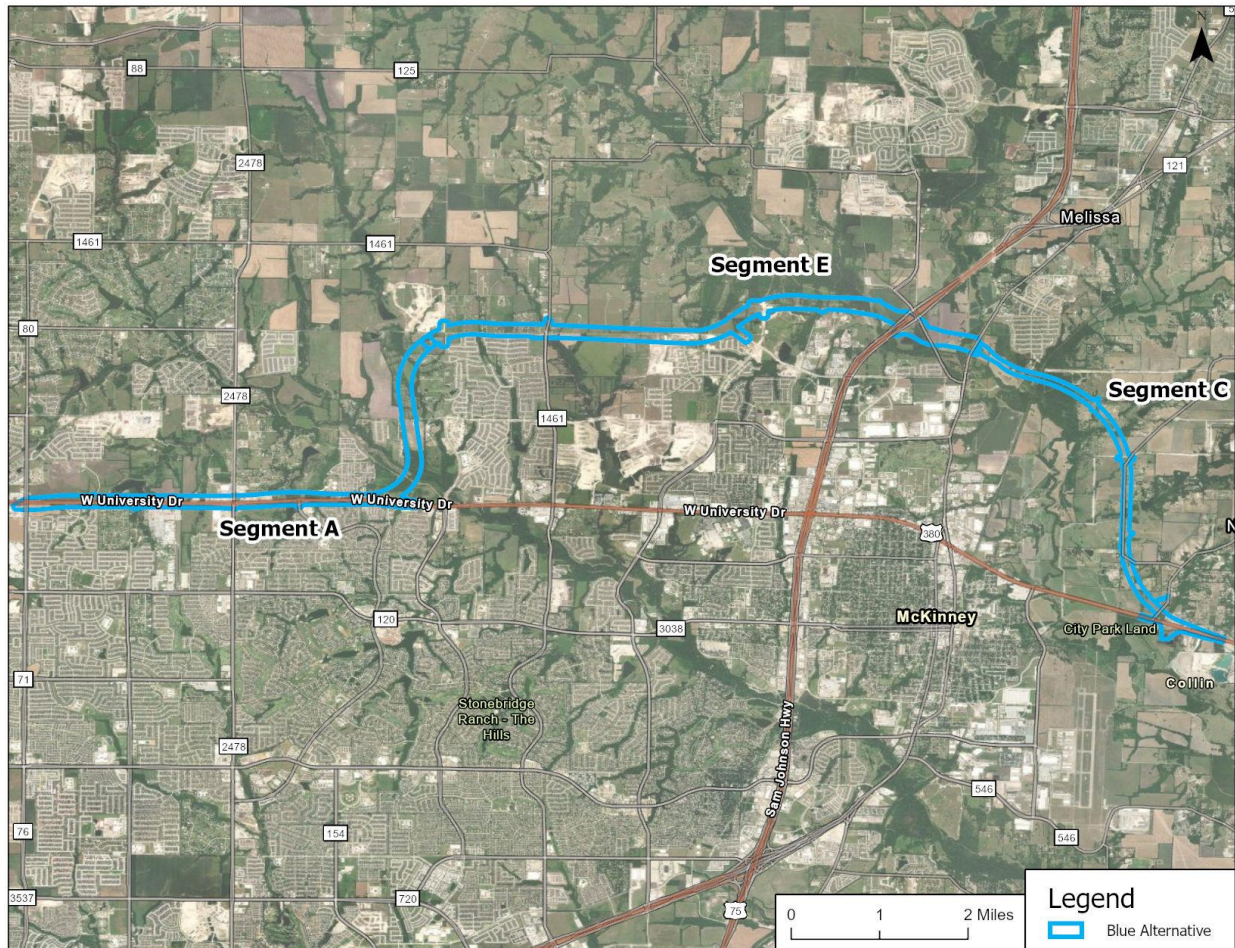 N
5
88
125
2478
121
Melissa
1461
1461
Segment E
80
Segment C
2478
1461
W University Dr
W University Dr
W University Dr
Segment A
380
N
McKinney
120
3038
City Park Land
71
Collin
Stonebridge
Ranch - The
Hills
2478
Sam Johnson Hwy
546
76
154
546
3537
720
75
0
1
2 Miles
Legend
Blue Alternative